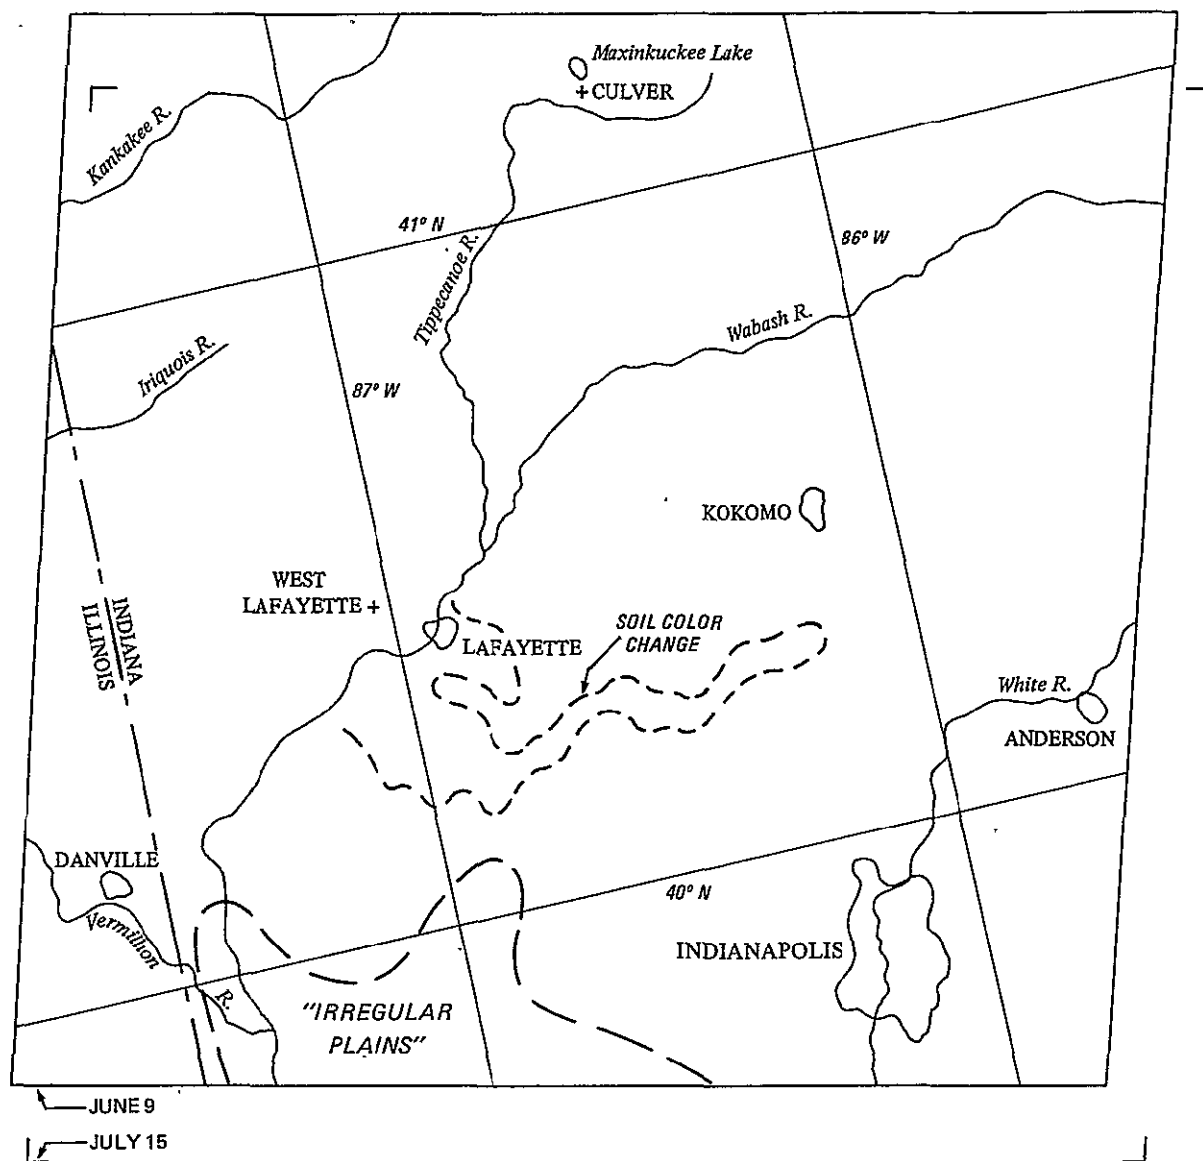 Maxinkuckee Lake
+ CULVER
Kankakee R.
41° N
86° W
Tippecanoe R.
Wabash R.
Iriquois R.
87° W
KOKOMO
WEST
LAFAYETTE +
SOIL COLOR
CHANGE
LAFAYETTE
INDIANA
ILLINOIS
White R.
ANDERSON
DANVILLE
40° N
Vermillion
R.
INDIANAPOLIS
"IRREGULAR
PLAINS"
JUNE 9
JULY 15